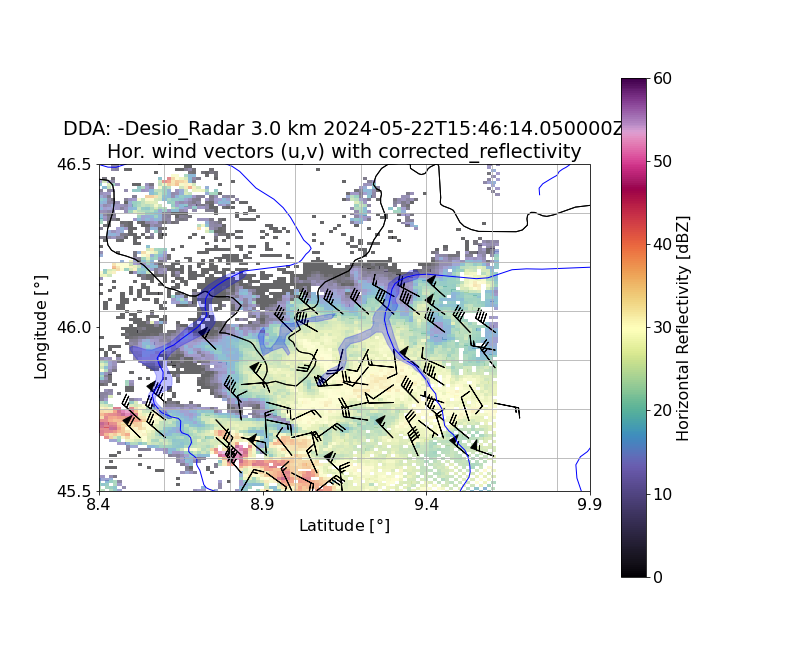 DDA: -Desio_Radar 3.0 km 2024-05-22T15:46:14.050000Z
Hor. wind vectors (u,v) with corrected_reflectivity
46.5
46.0
45.5
Longitude [°]
8.4
8.9
9.4
9.9
Latitude [°]
60
50
40
30
20
10
0
Horizontal Reflectivity [dBZ]